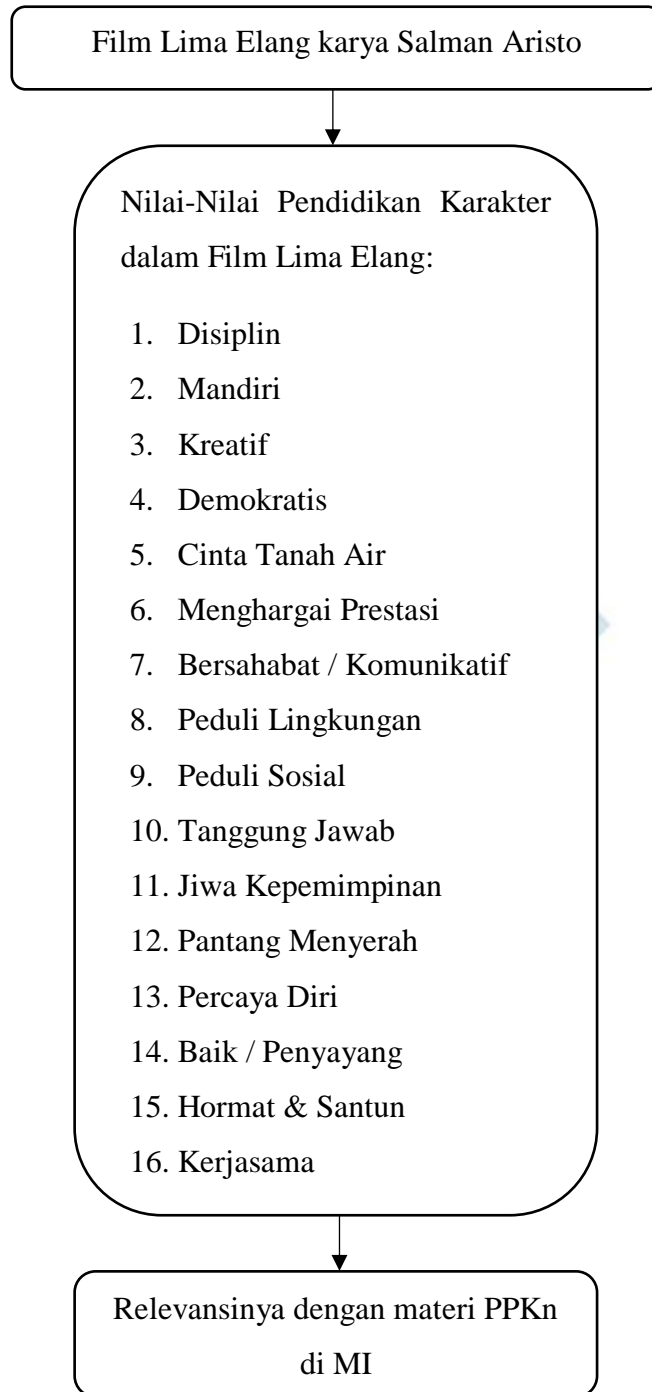 Film Lima Elang karya Salman Aristo
Nilai-Nilai Pendidikan Karakter
dalam Film Lima Elang:
1. Disiplin
2. Mandiri
3. Kreatif
4. Demokratis
5. Cinta Tanah Air
6. Menghargai Prestasi
7. Bersahabat / Komunikatif
8. Peduli Lingkungan
9. Peduli Sosial
10. Tanggung Jawab
11. Jiwa Kepemimpinan
12. Pantang Menyerah
13. Percaya Diri
14. Baik / Penyayang
15. Hormat & Santun
16. Kerjasama
Relevansinya dengan materi PPKn
di MI